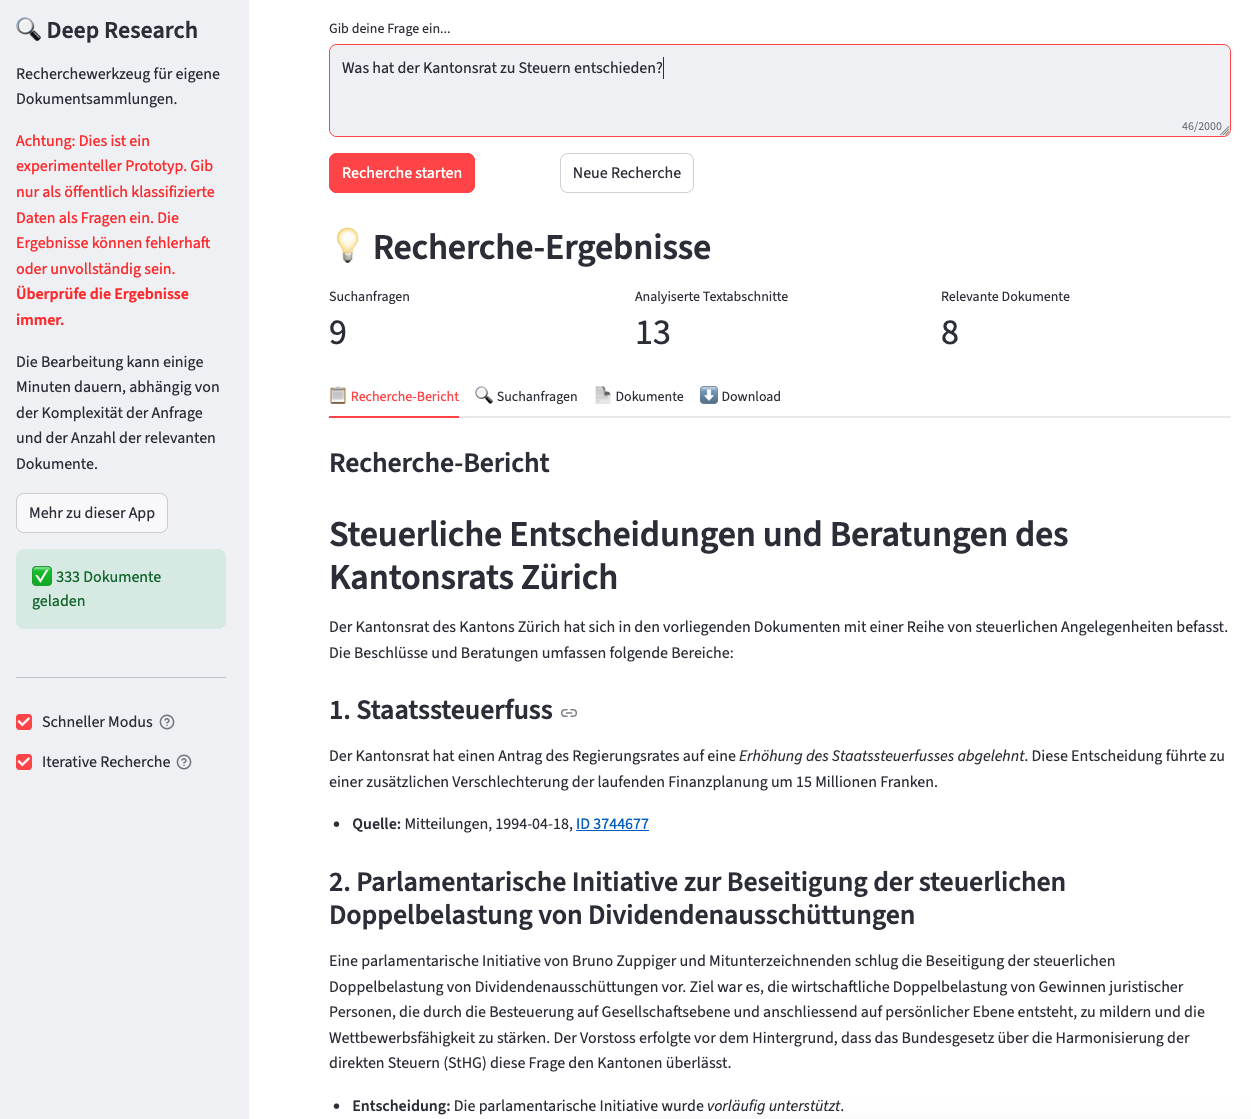 Deep Research
Recherchewerkzeug für eigene
Dokumentsammlungen.
Achtung: Dies ist ein
experimenteller Prototyp. Gib
nur als öffentlich klassifizierte
Daten als Fragen ein. Die
Ergebnisse können fehlerhaft
oder unvollständig sein.
Überprüfe die Ergebnisse
immer.
Die Bearbeitung kann einige
Minuten dauern, abhängig von
der Komplexität der Anfrage
und der Anzahl der relevanten
Dokumente.
Mehr zu dieser App
333 Dokumente
geladen
Schneller Modus
Iterative Recherche
Gib deine Frage ein...
Was hat der Kantonsrat zu Steuern entschieden?
46/2000
Recherche starten
Neue Recherche
Recherche-Ergebnisse
Suchanfragen
9
Analyiserte Textabschnitte
13
Relevante Dokumente
8
Recherche-Bericht
Suchanfragen
Dokumente
Download
Recherche-Bericht
Steuerliche Entscheidungen und Beratungen des
Kantonsrats Zürich
Der Kantonsrat des Kantons Zürich hat sich in den vorliegenden Dokumenten mit einer Reihe von steuerlichen Angelegenheiten befasst.
Die Beschlüsse und Beratungen umfassen folgende Bereiche:
1. Staatssteuerfuss
Der Kantonsrat hat einen Antrag des Regierungsrates auf eine Erhöhung des Staatssteuerfusses abgelehnt. Diese Entscheidung führte zu
einer zusätzlichen Verschlechterung der laufenden Finanzplanung um 15 Millionen Franken.
• Quelle: Mitteilungen, 1994-04-18, ID 3744677
2. Parlamentarische Initiative zur Beseitigung der steuerlichen
Doppelbelastung von Dividendenausschüttungen
Eine parlamentarische Initiative von Bruno Zuppiger und Mitunterzeichnenden schlug die Beseitigung der steuerlichen
Doppelbelastung von Dividendenausschüttungen vor. Ziel war es, die wirtschaftliche Doppelbelastung von Gewinnen juristischer
Personen, die durch die Besteuerung auf Gesellschaftsebene und anschliessend auf persönlicher Ebene entsteht, zu mildern und die
Wettbewerbsfähigkeit zu stärken. Der Vorstoss erfolgte vor dem Hintergrund, dass das Bundesgesetz über die Harmonisierung der
direkten Steuern (StHG) diese Frage den Kantonen überlässt.
• Entscheidung: Die parlamentarische Initiative wurde vorläufig unterstützt.